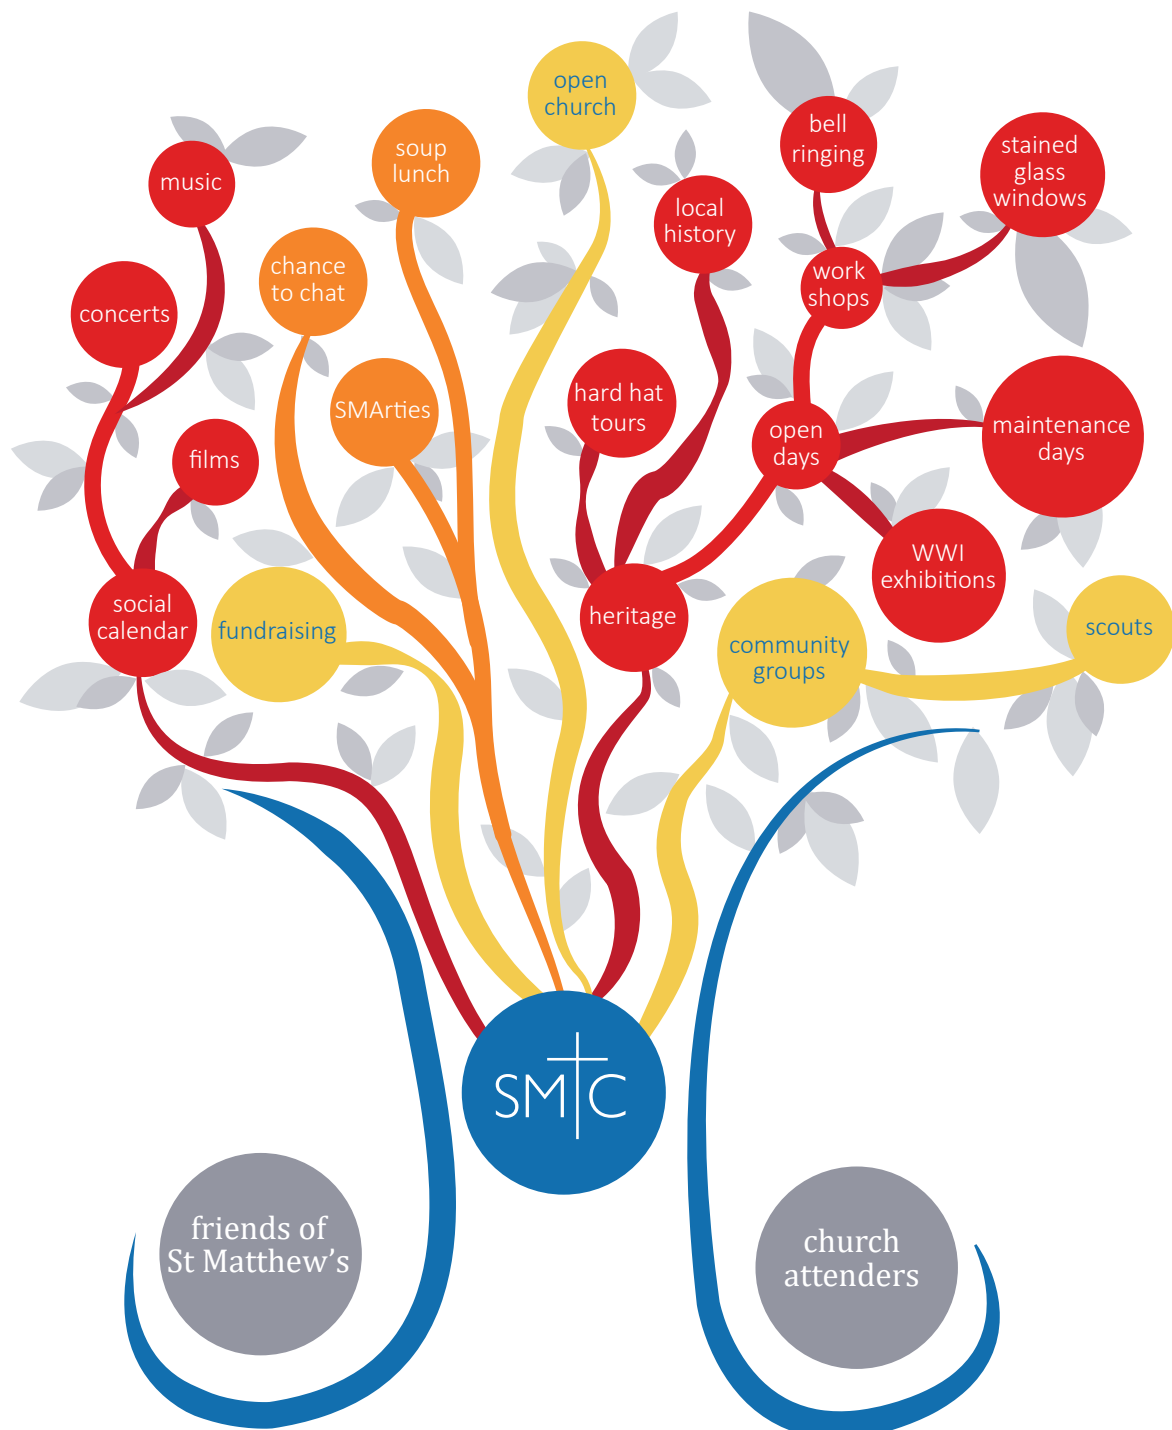 open
church
bell
ringing
stained
glass
windows
soup
lunch
music
local
history
chance
to chat
work
shops
concerts
hard hat
tours
SMArties
open
days
maintenance
days
films
WWI
exhibitions
social
calendar
fundraising
heritage
community
groups
scouts
SMTC
friends of
St Matthew’s
church
attenders